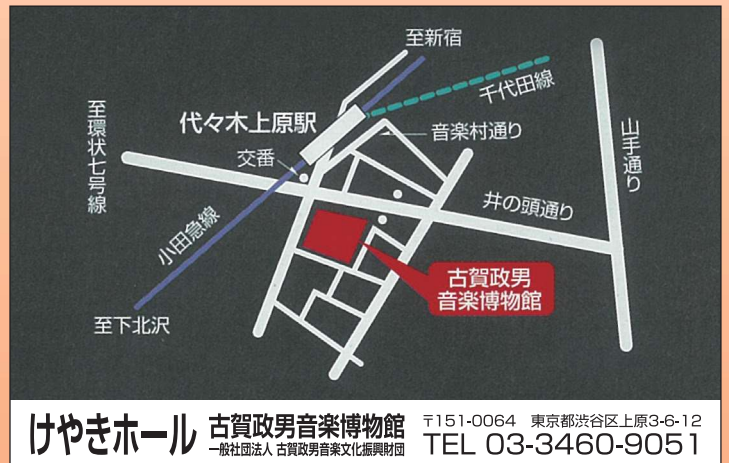 至新宿
千代田線
代々木上原駅
音楽村通り
至環状七号線
交番
山手通り
井の頭通り
小田急線
古賀政男
音楽博物館
至下北沢
けやきホール 古賀政男音楽博物館
一般社団法人 古賀政男音楽文化振興財団
〒151-0064 東京都渋谷区上原3-6-12
TEL 03-3460-9051